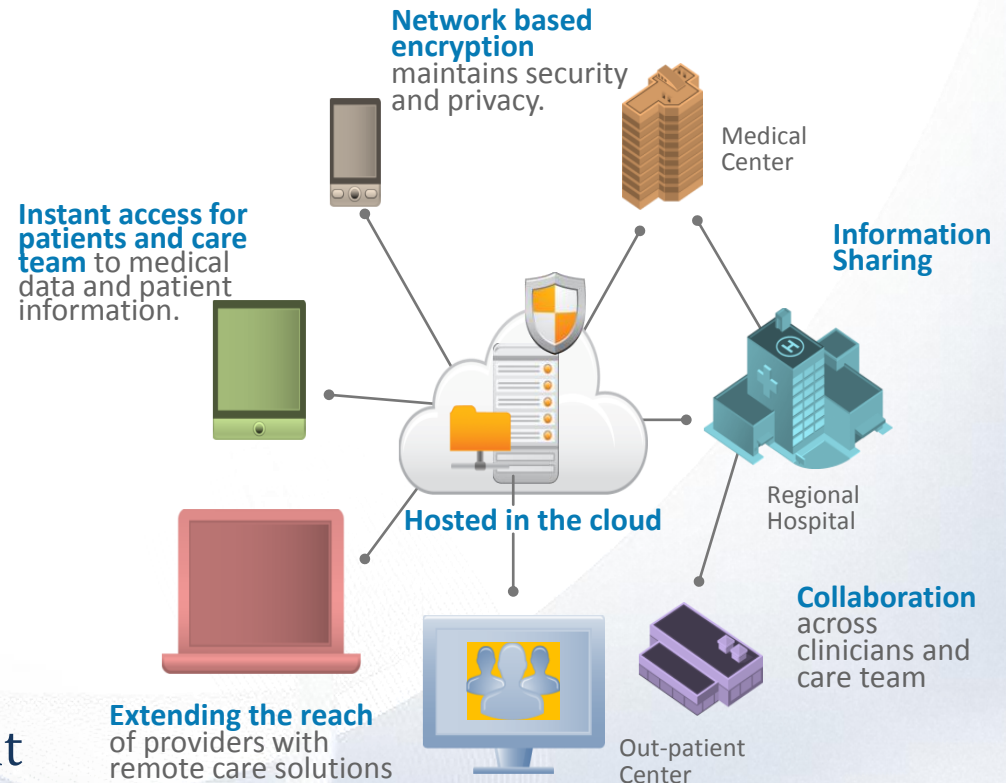 Network based
encryption
maintains security
and privacy.
Medical
Center
Instant access for
patients and care
team to medical
data and patient
information.
Information
Sharing
H
Hosted in the cloud
Regional
Hospital
Collaboration
across
clinicians and
care team
Extending the reach
of providers with
remote care solutions
Out-patient
Center